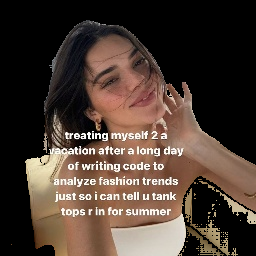 treating myself 2 a
vacation after a long day
of writing code to
analyze fashion trends
just so i can tell u tank
tops r in for summer